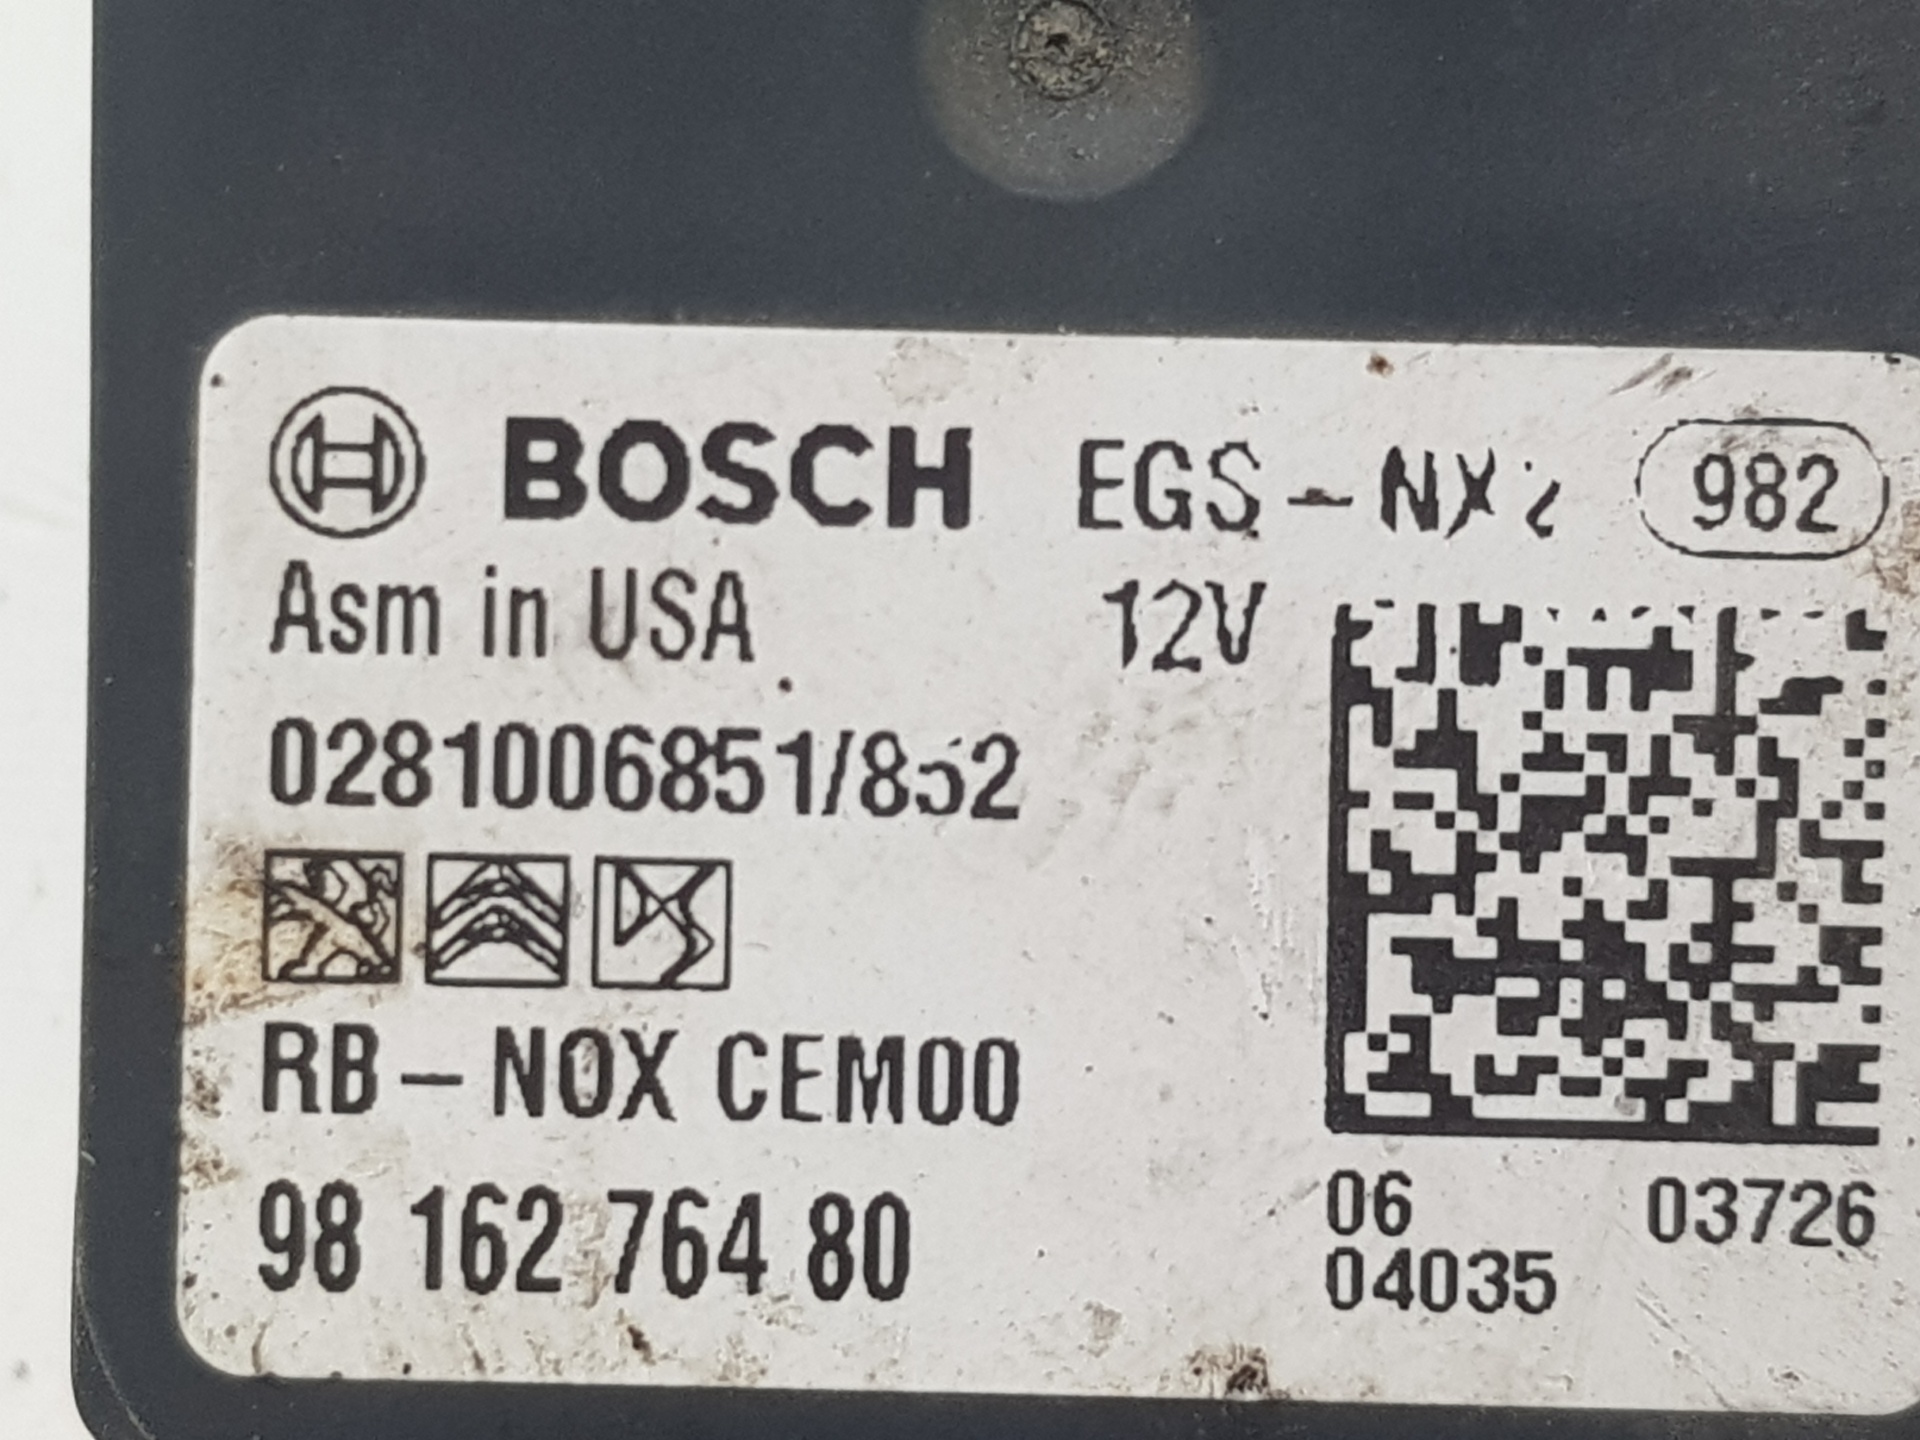 BOSCH EGS-NX2 982
Asm in USA 12V
0281006851/852
RB-NOX CEM00
98 162 764 80
06 03726
04035